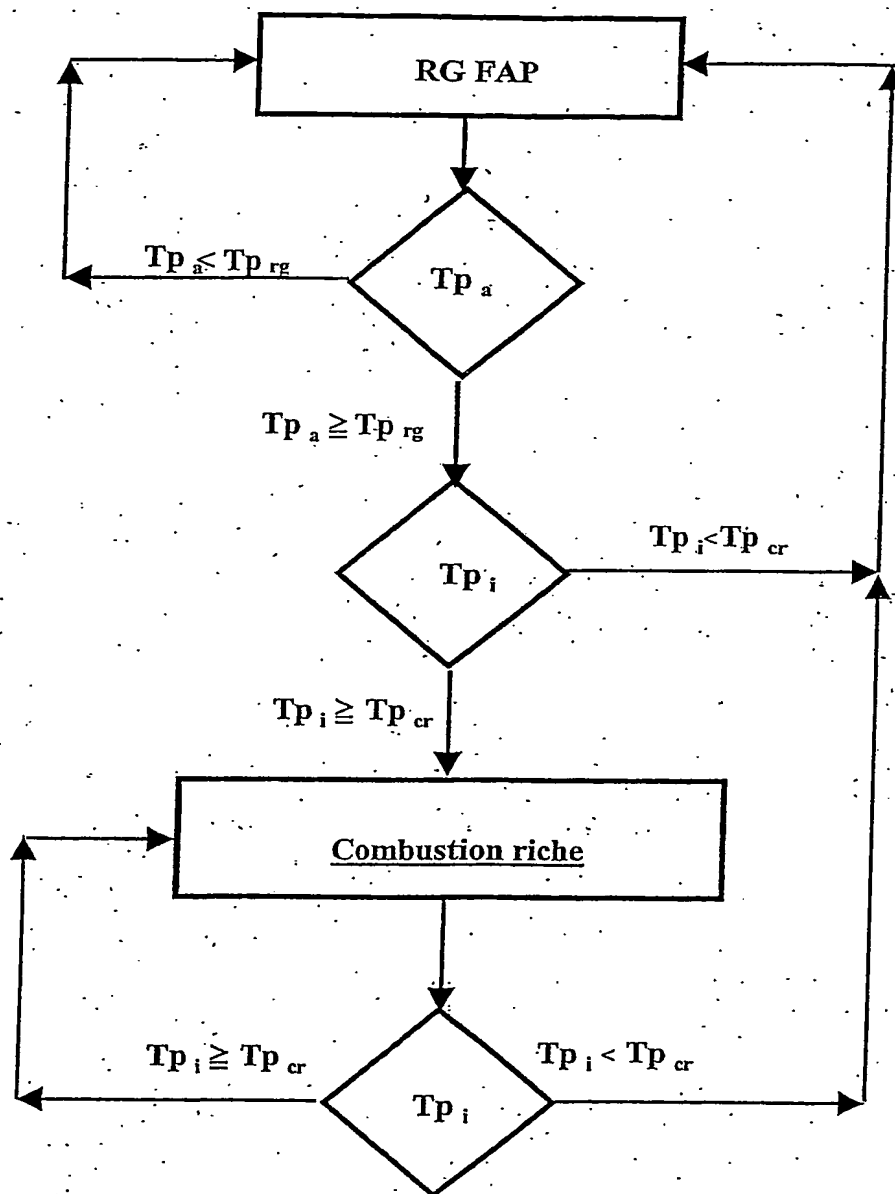 RG FAP
Tp a< Tp rg
Tp a
Tp a ≧ Tp rg
Tp i<Tp cr
Tp i
Tp i ≧ Tp cr
Combustion riche
Tp i ≧ Tp cr
Tp i < Tp cr
Tp i